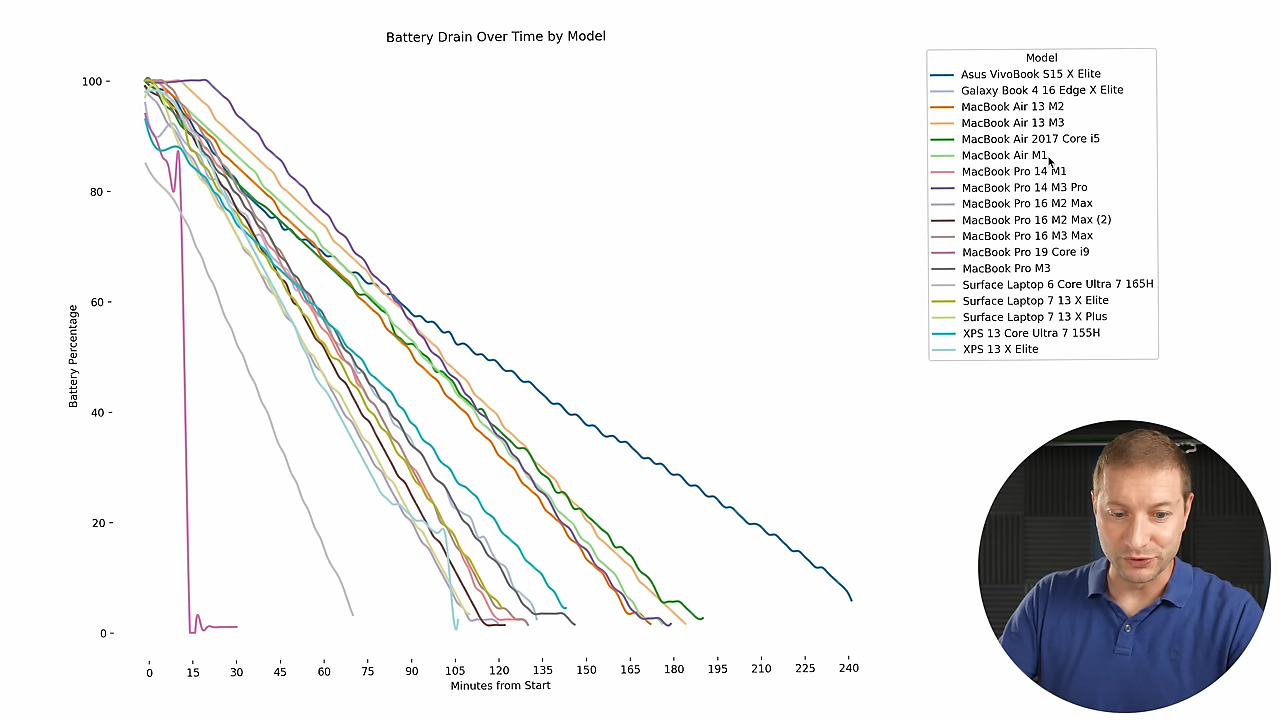 Battery Drain Over Time by Model
Model
Asus VivoBook S15 X Elite
Galaxy Book 4 16 Edge X Elite
MacBook Air 13 M2
MacBook Air 13 M3
MacBook Air 2017 Core i5
MacBook Air M1
MacBook Pro 14 M1
MacBook Pro 14 M3 Pro
MacBook Pro 16 M2 Max
MacBook Pro 16 M2 Max (2)
MacBook Pro 16 M3 Max
MacBook Pro 19 Core i9
MacBook Pro M3
Surface Laptop 6 Core Ultra 7 165H
Surface Laptop 7 13 X Elite
Surface Laptop 7 13 X Plus
XPS 13 Core Ultra 7 155H
XPS 13 X Elite
Battery Percentage
100
80
60
40
20
0
0 15 30 45 60 75 90 105 120 135 150 165 180 195 210 225 240
Minutes from Start